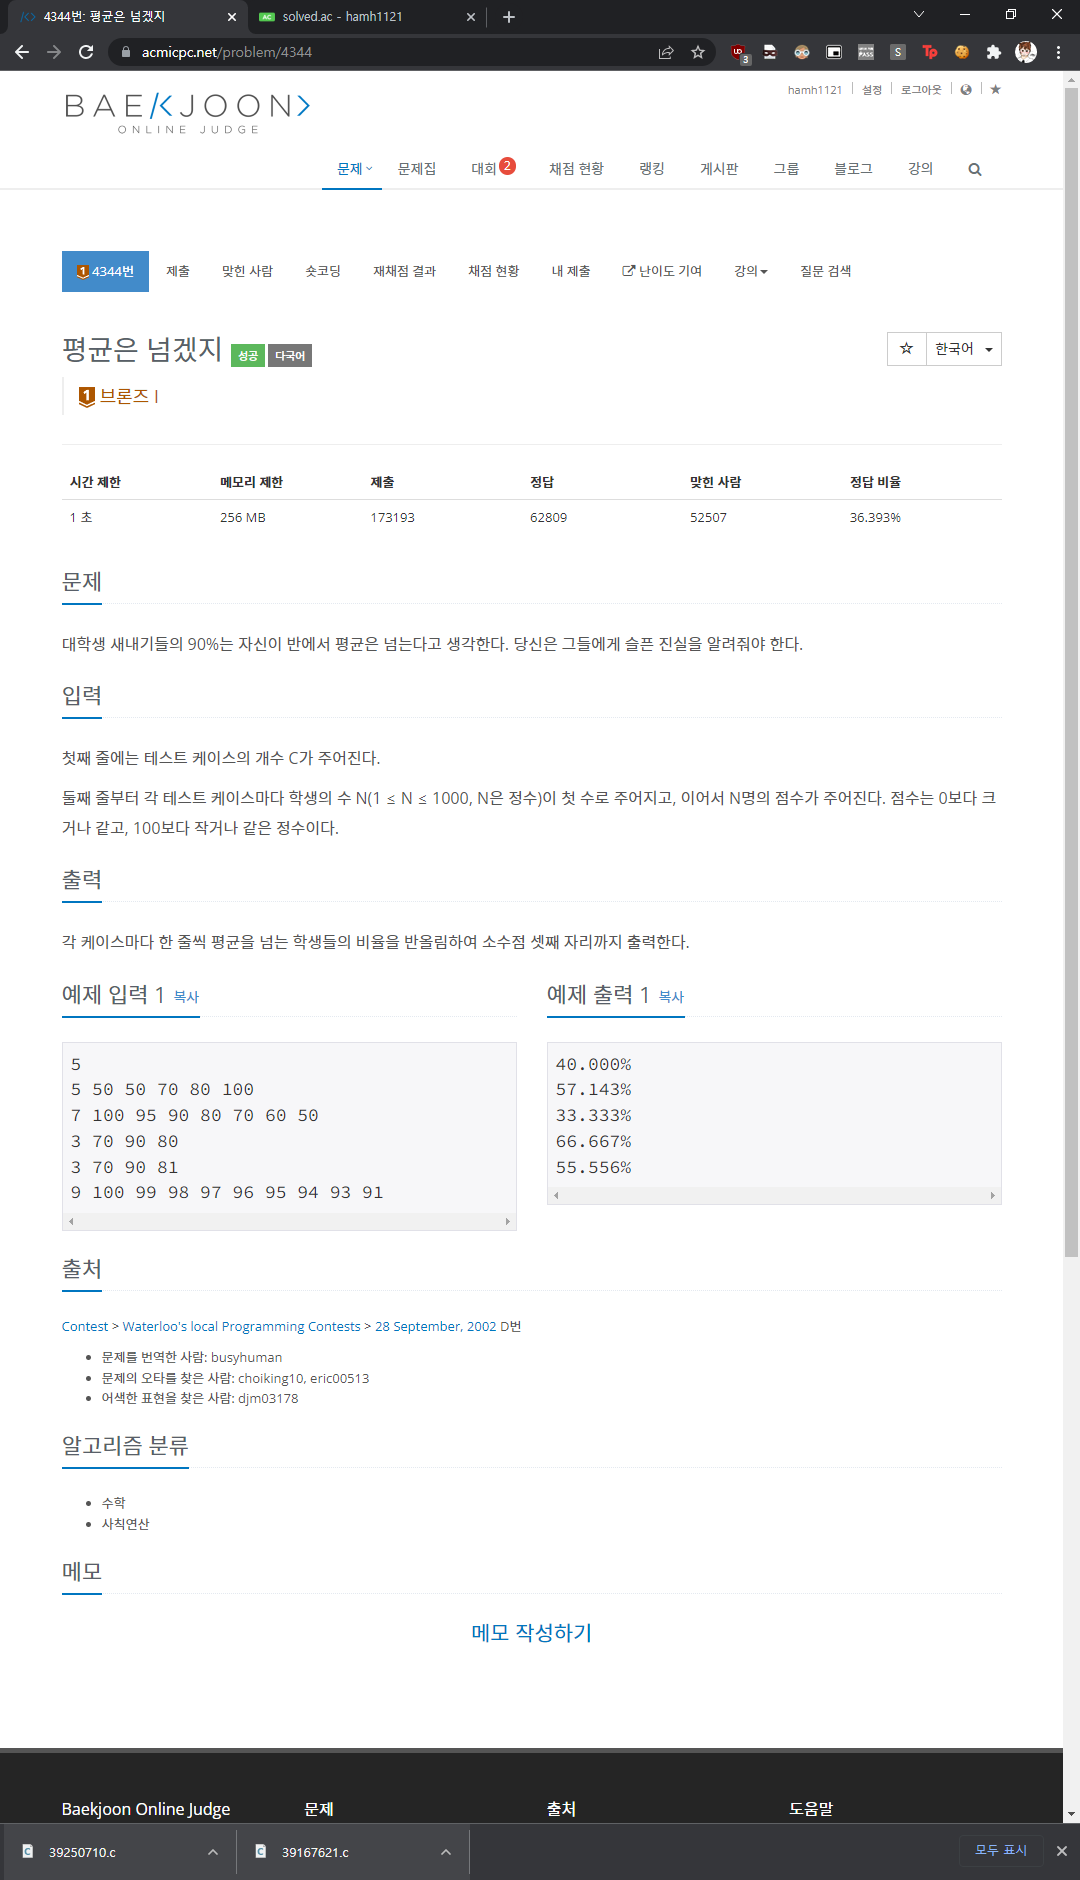 4344번: 평균은 넘겠지
solved.ac - hamh1121
acmicpc.net/problem/4344
hamh1121 설정 로그아웃
BAEKJOON>
ONLINE JUDGE
문제 문제집 대회 2 채점 현황 랭킹 게시판 그룹 블로그 강의
1 4344번 제출 맞힌 사람 숏코딩 재채점 결과 채점 현황 내 제출 난이도 기여 강의 질문 검색
평균은 넘겠지 성공 다국어
한국어
1 브론즈 I
시간 제한 메모리 제한 제출 정답 맞힌 사람 정답 비율
1 초 256 MB 173193 62809 52507 36.393%
문제
대학생 새내기들의 90%는 자신이 반에서 평균은 넘는다고 생각한다. 당신은 그들에게 슬픈 진실을 알려줘야 한다.
입력
첫째 줄에는 테스트 케이스의 개수 C가 주어진다.
둘째 줄부터 각 테스트 케이스마다 학생의 수 N(1 ≤ N ≤ 1000, N은 정수)이 첫 수로 주어지고, 이어서 N명의 점수가 주어진다. 점수는 0보다 크
거나 같고, 100보다 작거나 같은 정수이다.
출력
각 케이스마다 한 줄씩 평균을 넘는 학생들의 비율을 반올림하여 소수점 셋째 자리까지 출력한다.
예제 입력 1 복사
5
5 50 50 70 80 100
7 100 95 90 80 70 60 50
3 70 90 80
3 70 90 81
9 100 99 98 97 96 95 94 93 91
예제 출력 1 복사
40.000%
57.143%
33.333%
66.667%
55.556%
출처
Contest > Waterloo's local Programming Contests > 28 September, 2002 D번
문제를 번역한 사람: busyhuman
문제의 오타를 찾은 사람: choiking10, eric00513
어색한 표현을 찾은 사람: djm03178
알고리즘 분류
수학
사칙연산
메모
메모 작성하기
Baekjoon Online Judge 문제 출처 도움말
39250710.c 39167621.c 모두 표시